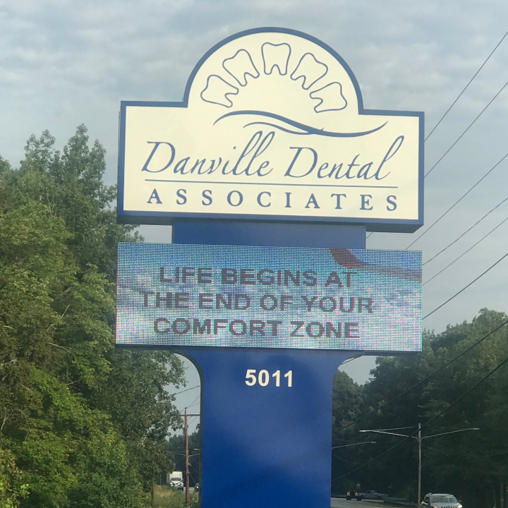 Danville Dental
ASSOCIATES
LIFE BEGINS AT
THE END OF YOUR
COMFORT ZONE
5011